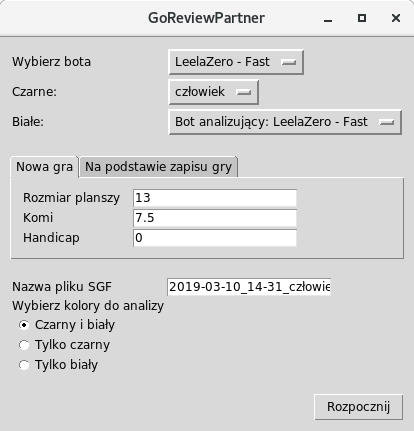 GoReviewPartner
Wybierz bota LeelaZero - Fast
Czarne: człowiek
Białe: Bot analizujący: LeelaZero - Fast
Nowa gra Na podstawie zapisu gry
Rozmiar planszy 13
Komi 7.5
Handicap 0
Nazwa pliku SGF 2019-03-10_14-31_człowie
Wybierz kolory do analizy
Czarny i biały
Tylko czarny
Tylko biały
Rozpocznij